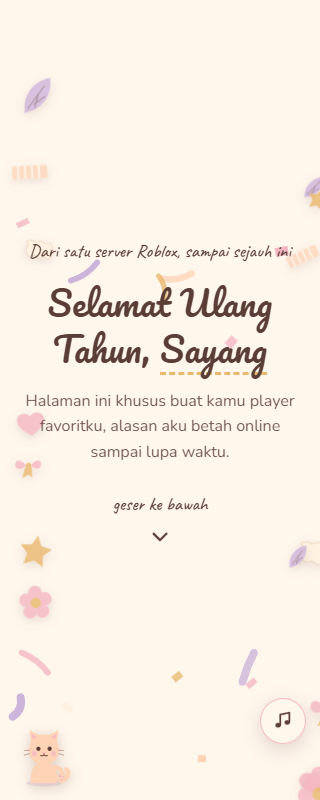 Dari satu server Roblox, sampai sejauh ini
Selamat Ulang
Tahun, Sayang
Halaman ini khusus buat kamu player
favoritku, alasan aku betah online
sampai lupa waktu.
geser ke bawah